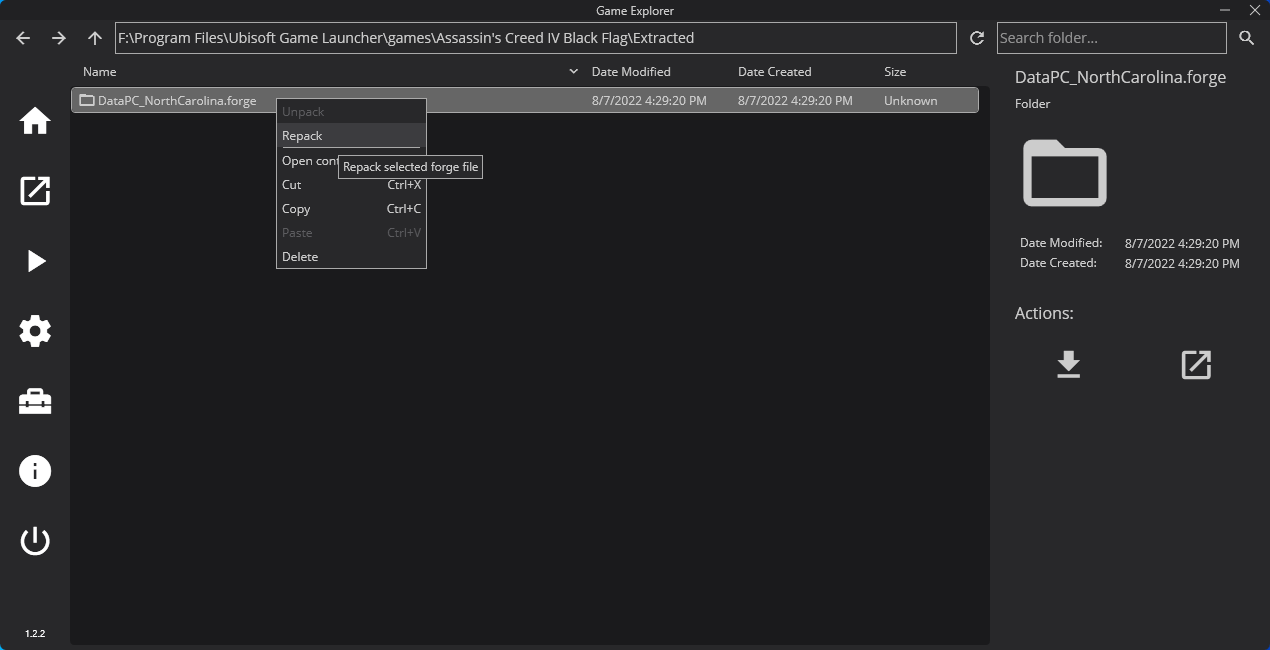 Game Explorer
F:\Program Files\Ubisoft Game Launcher\games\Assassin's Creed IV Black Flag\Extracted
Search folder...
Name Date Modified Date Created Size
DataPC_NorthCarolina.forge 8/7/2022 4:29:20 PM 8/7/2022 4:29:20 PM Unknown
Unpack
Repack
Open
Repack selected forge file
Cut Ctrl+X
Copy Ctrl+C
Paste Ctrl+V
Delete
DataPC_NorthCarolina.forge
Folder
Date Modified: 8/7/2022 4:29:20 PM
Date Created: 8/7/2022 4:29:20 PM
Actions:
1.2.2